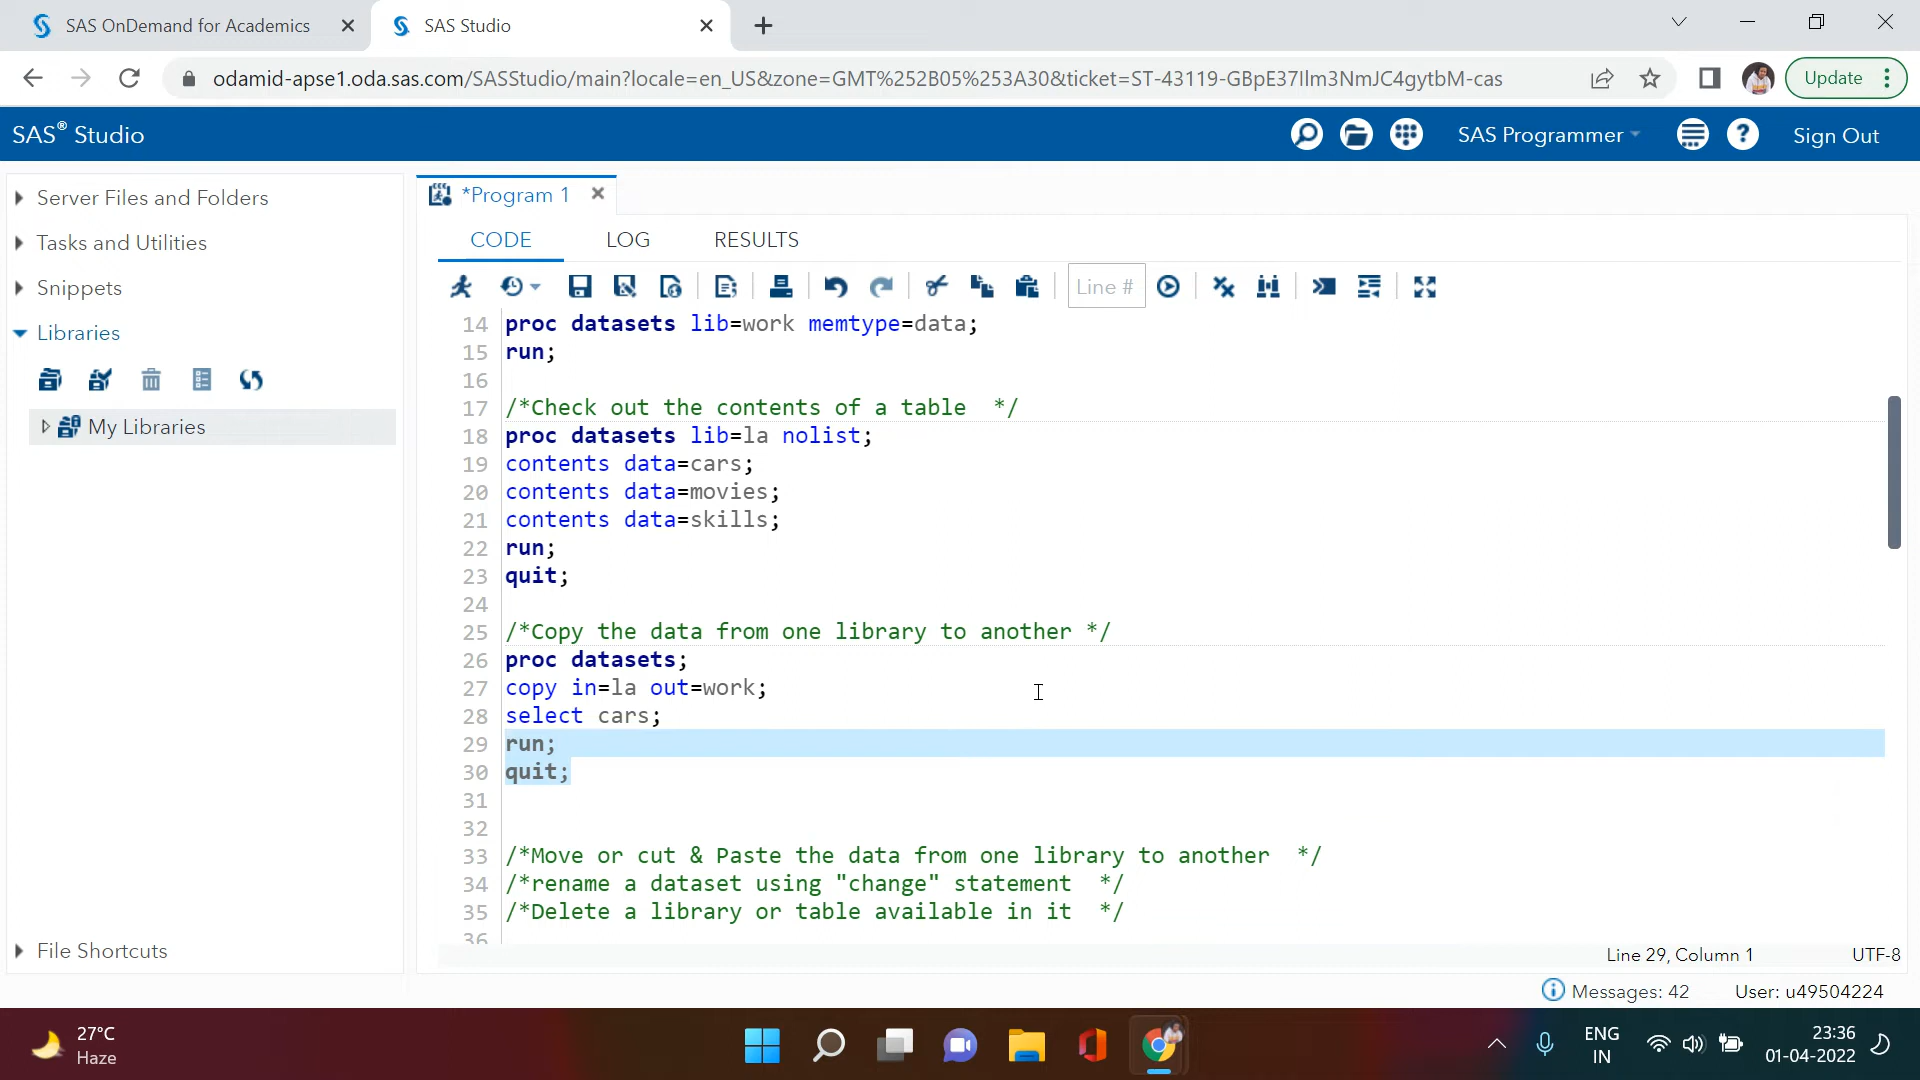 SAS OnDemand for Academics
SAS Studio
odamid-apse1.oda.sas.com/SASStudio/main?locale=en_US&zone=GMT%252B05%253A30&ticket=ST-43119-GBpE37Ilm3NmJC4gytbM-cas
Update
SAS® Studio
SAS Programmer
Sign Out
Server Files and Folders
Tasks and Utilities
Snippets
Libraries
My Libraries
File Shortcuts
*Program 1
CODE LOG RESULTS
Line #
14 proc datasets lib=work memtype=data;
15 run;
16
17 /*Check out the contents of a table  */
18 proc datasets lib=la nolist;
19 contents data=cars;
20 contents data=movies;
21 contents data=skills;
22 run;
23 quit;
24
25 /*Copy the data from one library to another */
26 proc datasets;
27 copy in=la out=work;
28 select cars;
29 run;
30 quit;
31
32
33 /*Move or cut & Paste the data from one library to another  */
34 /*rename a dataset using "change" statement  */
35 /*Delete a library or table available in it  */
36
Line 29, Column 1
UTF-8
Messages: 42
User: u49504224
27°C
Haze
ENG
IN
23:36
01-04-2022